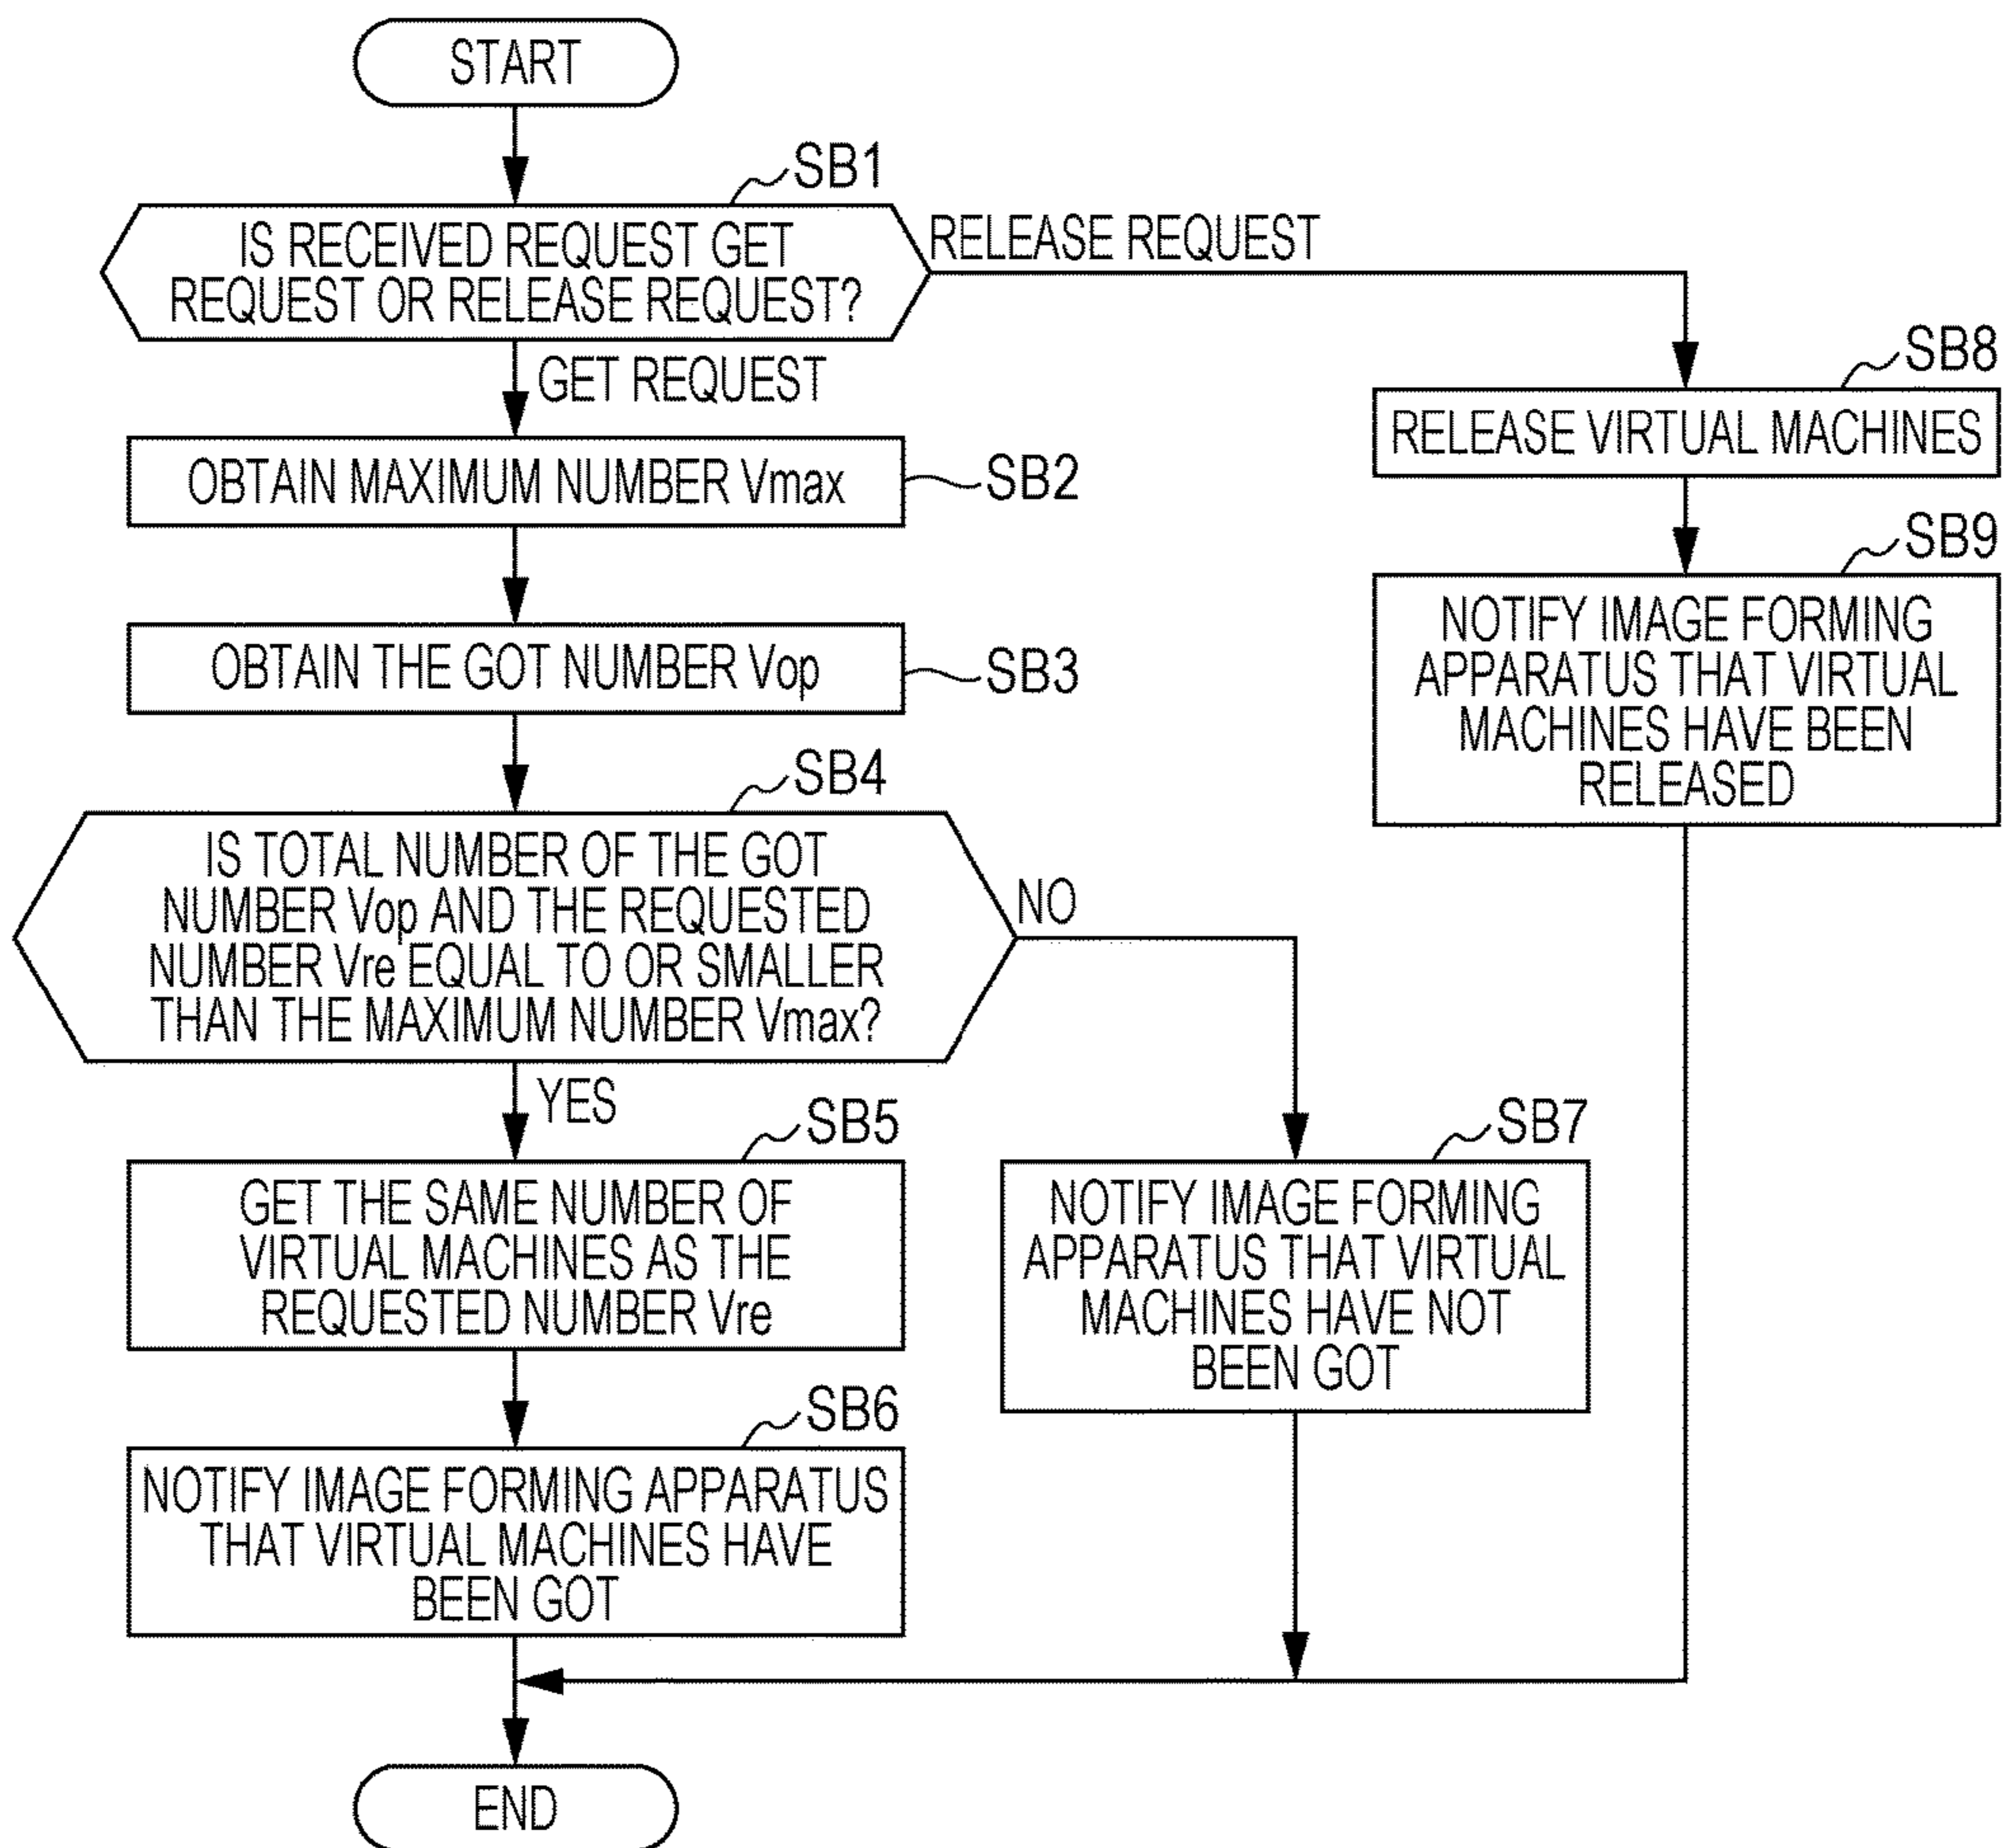 START
SB1
IS RECEIVED REQUEST GET
REQUEST OR RELEASE REQUEST?
RELEASE REQUEST
GET REQUEST
SB8
RELEASE VIRTUAL MACHINES
OBTAIN MAXIMUM NUMBER Vmax
SB2
SB9
NOTIFY IMAGE FORMING
APPARATUS THAT VIRTUAL
MACHINES HAVE BEEN
RELEASED
OBTAIN THE GOT NUMBER Vop
SB3
SB4
IS TOTAL NUMBER OF THE GOT
NUMBER Vop AND THE REQUESTED
NUMBER Vre EQUAL TO OR SMALLER
THAN THE MAXIMUM NUMBER Vmax?
NO
YES
SB5
GET THE SAME NUMBER OF
VIRTUAL MACHINES AS THE
REQUESTED NUMBER Vre
SB7
NOTIFY IMAGE FORMING
APPARATUS THAT VIRTUAL
MACHINES HAVE NOT
BEEN GOT
SB6
NOTIFY IMAGE FORMING APPARATUS
THAT VIRTUAL MACHINES HAVE
BEEN GOT
END